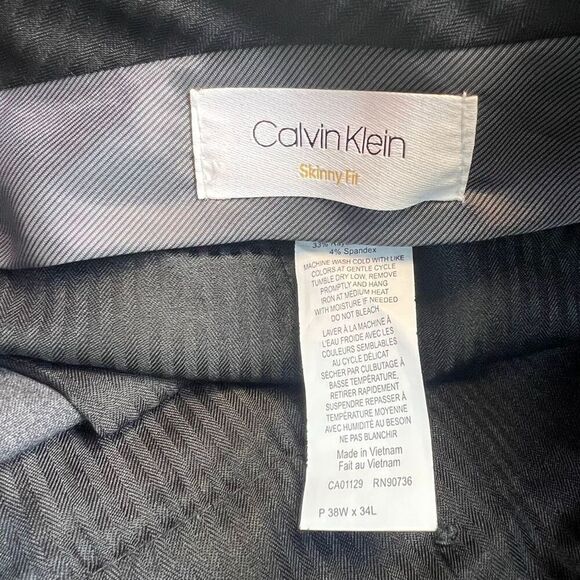 Calvin Klein
Skinny Fit
33%
4% Spandex
MACHINE WASH COLD WITH LIKE
COLORS AT GENTLE CYCLE
TUMBLE DRY LOW, REMOVE
PROMPTLY AND HANG
IRON AT MEDIUM HEAT
WITH MOISTURE IF NEEDED
DO NOT BLEACH
LAVER À LA MACHINE À
L'EAU FROIDE AVEC LES
COULEURS SEMBLABLES
AU CYCLE DÉLICAT
SÉCHER PAR CULBUTAGE À
BASSE TEMPÉRATURE,
RETIRER RAPIDEMENT
SUSPENDRE REPASSER À
TEMPÉRATURE MOYENNE
AVEC HUMIDITÉ AU BESOIN
NE PAS BLANCHIR
Made in Vietnam
Fait au Vietnam
CA01129 RN90736
P 38W x 34L